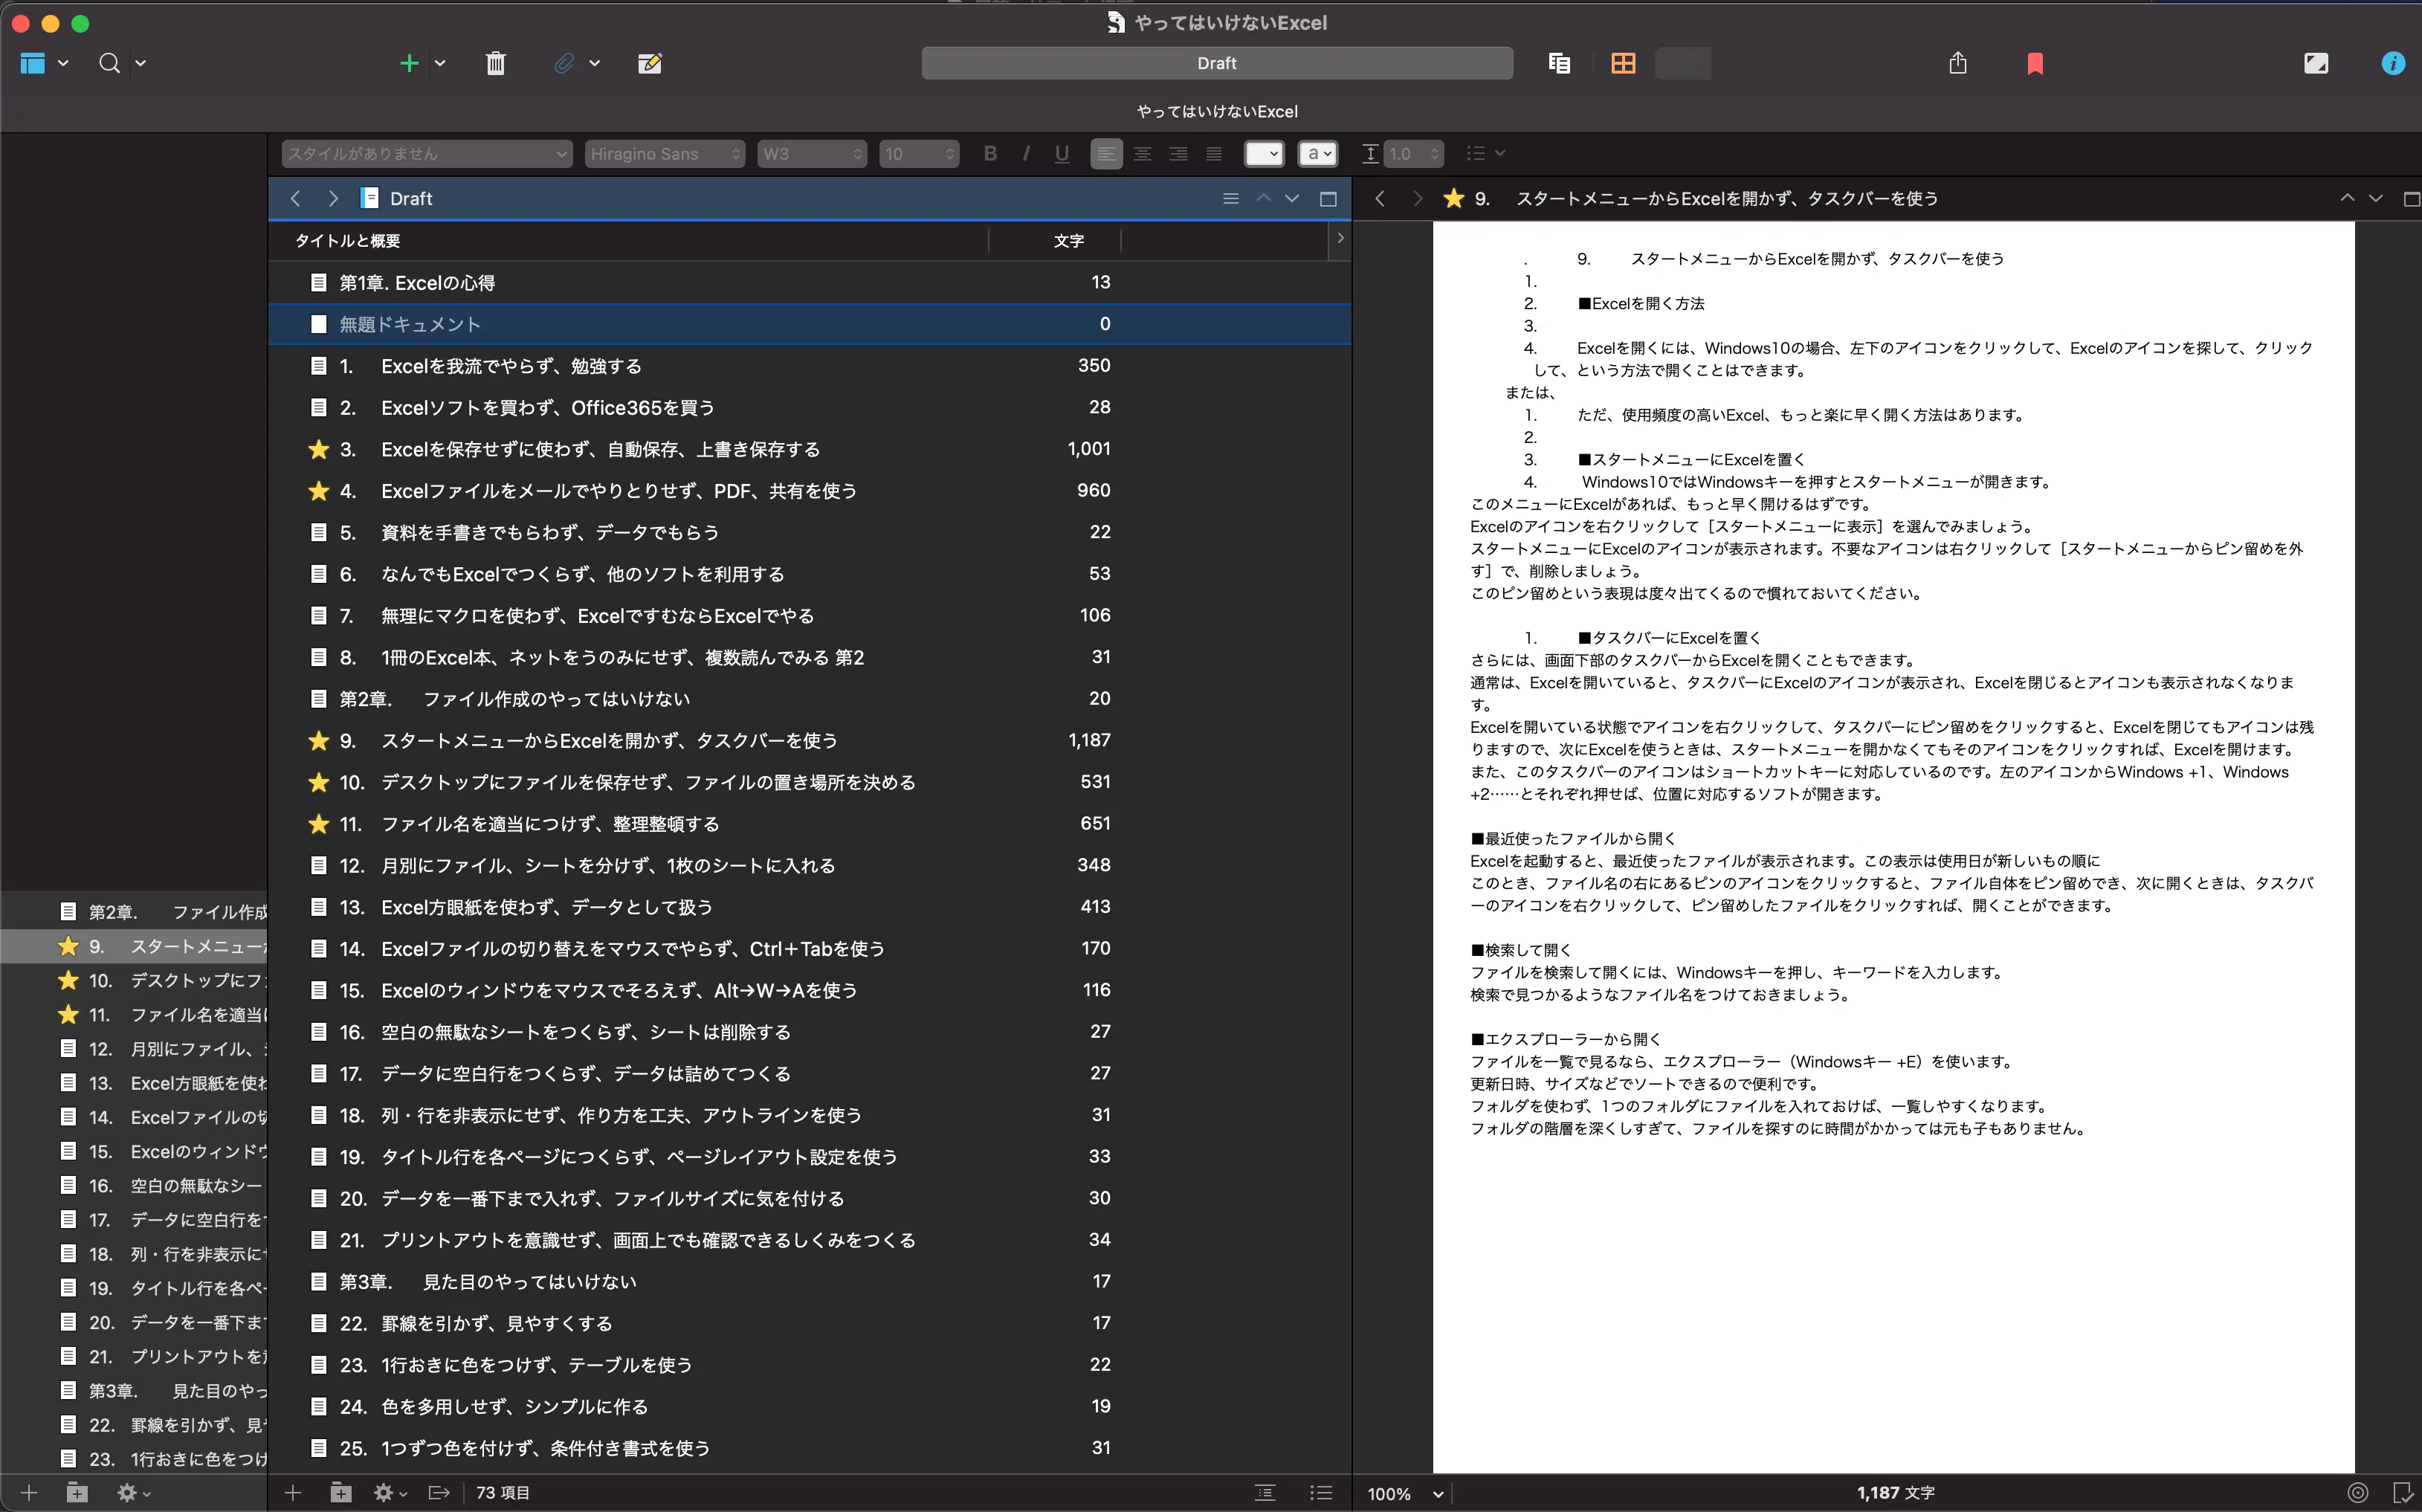 やってはいけないExcel
Draft
やってはいけないExcel
スタイルがありません
Hiragino Sans
W3
10
B I U
a
1.0
第2章. ファイル作成
9. スタートメニュー
10. デスクトップにフ
11. ファイル名を適当
12. 月別にファイル、
13. Excel方眼紙を使
14. Excelファイルの
15. Excelのウィンド
16. 空白の無駄なシー
17. データに空白行を
18. 列・行を非表示に
19. タイトル行を各ペー
20. データを一番下ま
21. プリントアウトを
第3章. 見た目のやっ
22. 罫線を引かず、見
23. 1行おきに色をつけ
Draft
タイトルと概要 文字
第1章. Excelの心得 13
無題ドキュメント 0
1. Excelを我流でやらず、勉強する 350
2. Excelソフトを買わず、Office365を買う 28
3. Excelを保存せずに使わず、自動保存、上書き保存する 1,001
4. Excelファイルをメールでやりとりせず、PDF、共有を使う 960
5. 資料を手書きでもらわず、データでもらう 22
6. なんでもExcelでつくらず、他のソフトを利用する 53
7. 無理にマクロを使わず、ExcelですむならExcelでやる 106
8. 1冊のExcel本、ネットをうのみにせず、複数読んでみる 第2 31
第2章. ファイル作成のやってはいけない 20
9. スタートメニューからExcelを開かず、タスクバーを使う 1,187
10. デスクトップにファイルを保存せず、ファイルの置き場所を決める 531
11. ファイル名を適当につけず、整理整頓する 651
12. 月別にファイル、シートを分けず、1枚のシートに入れる 348
13. Excel方眼紙を使わず、データとして扱う 413
14. Excelファイルの切り替えをマウスでやらず、Ctrl＋Tabを使う 170
15. Excelのウィンドウをマウスでそろえず、Alt→W→Aを使う 116
16. 空白の無駄なシートをつくらず、シートは削除する 27
17. データに空白行をつくらず、データは詰めてつくる 27
18. 列・行を非表示にせず、作り方を工夫、アウトラインを使う 31
19. タイトル行を各ページにつくらず、ページレイアウト設定を使う 33
20. データを一番下まで入れず、ファイルサイズに気を付ける 30
21. プリントアウトを意識せず、画面上でも確認できるしくみをつくる 34
第3章. 見た目のやってはいけない 17
22. 罫線を引かず、見やすくする 17
23. 1行おきに色をつけず、テーブルを使う 22
24. 色を多用しせず、シンプルに作る 19
25. 1つずつ色を付けず、条件付き書式を使う 31
73 項目
9. スタートメニューからExcelを開かず、タスクバーを使う
. 9. スタートメニューからExcelを開かず、タスクバーを使う
1.
2. ■Excelを開く方法
3.
4. Excelを開くには、Windows10の場合、左下のアイコンをクリックして、Excelのアイコンを探して、クリック
して、という方法で開くことはできます。
または、
1. ただ、使用頻度の高いExcel、もっと楽に早く開く方法はあります。
2.
3. ■スタートメニューにExcelを置く
4. Windows10ではWindowsキーを押すとスタートメニューが開きます。
このメニューにExcelがあれば、もっと早く開けるはずです。
Excelのアイコンを右クリックして［スタートメニューに表示］を選んでみましょう。
スタートメニューにExcelのアイコンが表示されます。不要なアイコンは右クリックして［スタートメニューからピン留めを外
す］で、削除しましょう。
このピン留めという表現は度々出てくるので慣れておいてください。
1. ■タスクバーにExcelを置く
さらには、画面下部のタスクバーからExcelを開くこともできます。
通常は、Excelを開いていると、タスクバーにExcelのアイコンが表示され、Excelを閉じるとアイコンも表示されなくなりま
す。
Excelを開いている状態でアイコンを右クリックして、タスクバーにピン留めをクリックすると、Excelを閉じてもアイコンは残
りますので、次にExcelを使うときは、スタートメニューを開かなくてもそのアイコンをクリックすれば、Excelを開けます。
また、このタスクバーのアイコンはショートカットキーに対応しているのです。左のアイコンからWindows +1、Windows
+2……とそれぞれ押せば、位置に対応するソフトが開きます。
■最近使ったファイルから開く
Excelを起動すると、最近使ったファイルが表示されます。この表示は使用日が新しいもの順に
このとき、ファイル名の右にあるピンのアイコンをクリックすると、ファイル自体をピン留めでき、次に開くときは、タスクバ
ーのアイコンを右クリックして、ピン留めしたファイルをクリックすれば、開くことができます。
■検索して開く
ファイルを検索して開くには、Windowsキーを押し、キーワードを入力します。
検索で見つかるようなファイル名をつけておきましょう。
■エクスプローラーから開く
ファイルを一覧で見るなら、エクスプローラー（Windowsキー +E）を使います。
更新日時、サイズなどでソートできるので便利です。
フォルダを使わず、1つのフォルダにファイルを入れておけば、一覧しやすくなります。
フォルダの階層を深くしすぎて、ファイルを探すのに時間がかかっては元も子もありません。
100%
1,187 文字